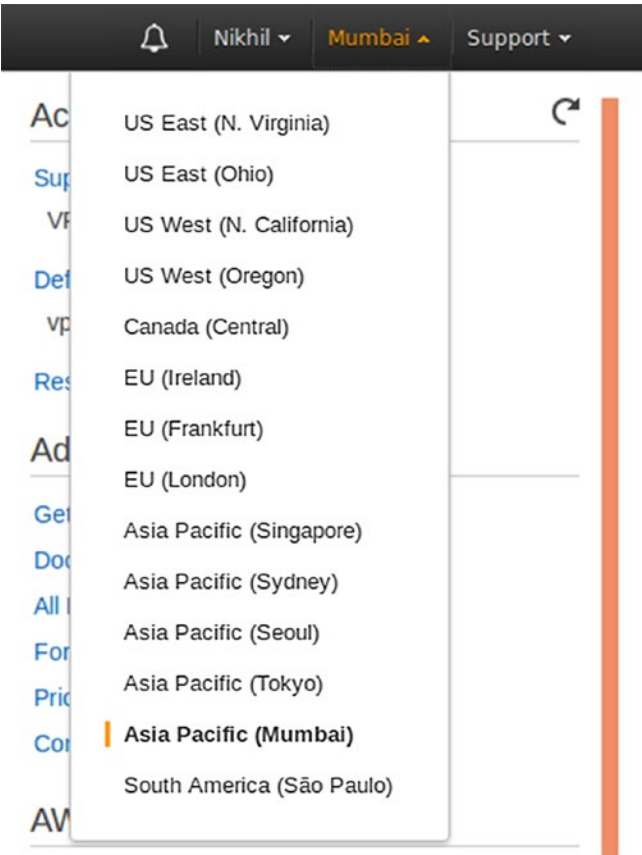 Nikhil Mumbai Support
US East (N. Virginia)
US East (Ohio)
US West (N. California)
US West (Oregon)
Canada (Central)
EU (Ireland)
EU (Frankfurt)
EU (London)
Asia Pacific (Singapore)
Asia Pacific (Sydney)
Asia Pacific (Seoul)
Asia Pacific (Tokyo)
Asia Pacific (Mumbai)
South America (São Paulo)